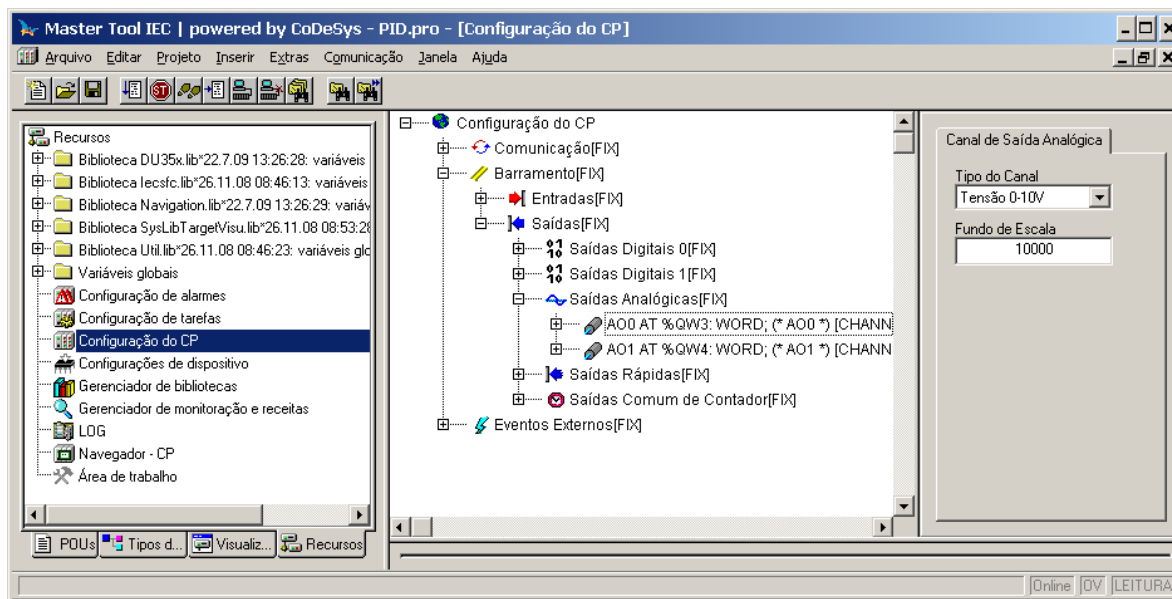 Master Tool IEC | powered by CoDeSys - PID.pro - [Configuração do CP]
Arquivo Editar Projeto Inserir Extras Comunicação Janela Ajuda
Recursos
Biblioteca DU35x.lib*22.7.09 13:26:28: variáveis
Biblioteca Iecsfc.lib*26.11.08 08:46:13: variáveis
Biblioteca Navigation.lib*22.7.09 13:26:29: variáv
Biblioteca SysLibTargetVisu.lib*26.11.08 08:53:28
Biblioteca Util.lib*26.11.08 08:46:23: variáveis glo
Variáveis globais
Configuração de alarmes
Configuração de tarefas
Configuração do CP
Configurações de dispositivo
Gerenciador de bibliotecas
Gerenciador de monitoração e receitas
LOG
Navegador - CP
Área de trabalho
POUs Tipos d... Visualiz... Recursos
Configuração do CP
Comunicação[FIX]
Barramento[FIX]
Entradas[FIX]
Saídas[FIX]
Saídas Digitais 0[FIX]
Saídas Digitais 1[FIX]
Saídas Analógicas[FIX]
AO0 AT %QW3: WORD; (* AO0 *) [CHANN
AO1 AT %QW4: WORD; (* AO1 *) [CHANN
Saídas Rápidas[FIX]
Saídas Comum de Contador[FIX]
Eventos Externos[FIX]
Canal de Saída Analógica
Tipo do Canal
Tensão 0-10V
Fundo de Escala
10000
Online OV LEITURA